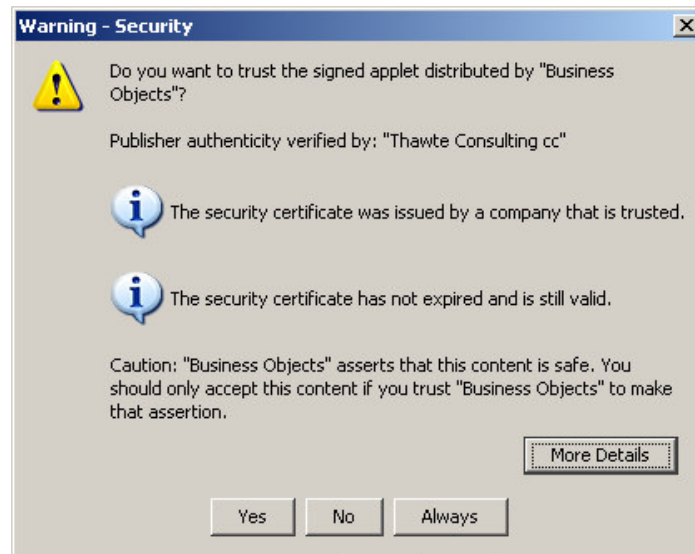 Warning - Security
Do you want to trust the signed applet distributed by "Business
Objects"?
Publisher authenticity verified by: "Thawte Consulting cc"
The security certificate was issued by a company that is trusted.
The security certificate has not expired and is still valid.
Caution: "Business Objects" asserts that this content is safe. You
should only accept this content if you trust "Business Objects" to make
that assertion.
More Details
Yes No Always